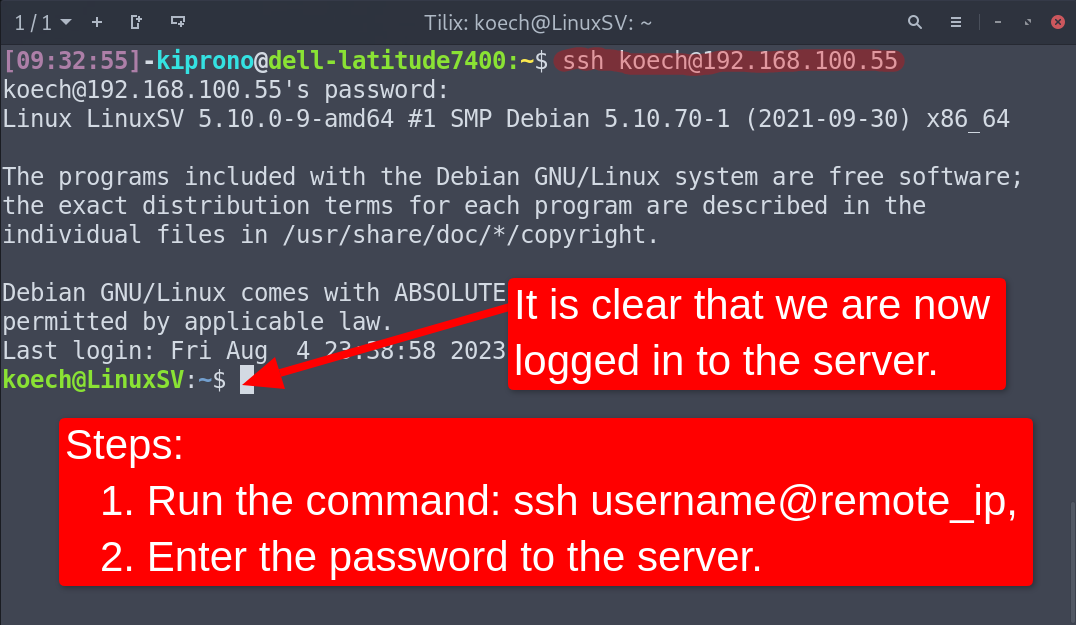 1 / 1
Tilix: koech@LinuxSV: ~
[09:32:55]-kiprono@dell-latitude7400:~$ ssh koech@192.168.100.55
koech@192.168.100.55's password:
Linux LinuxSV 5.10.0-9-amd64 #1 SMP Debian 5.10.70-1 (2021-09-30) x86_64
The programs included with the Debian GNU/Linux system are free software;
the exact distribution terms for each program are described in the
individual files in /usr/share/doc/*/copyright.
Debian GNU/Linux comes with ABSOLUTE
permitted by applicable law.
Last login: Fri Aug  4 23:58:58 2023
koech@LinuxSV:~$
It is clear that we are now
logged in to the server.
Steps:
1. Run the command: ssh username@remote_ip,
2. Enter the password to the server.